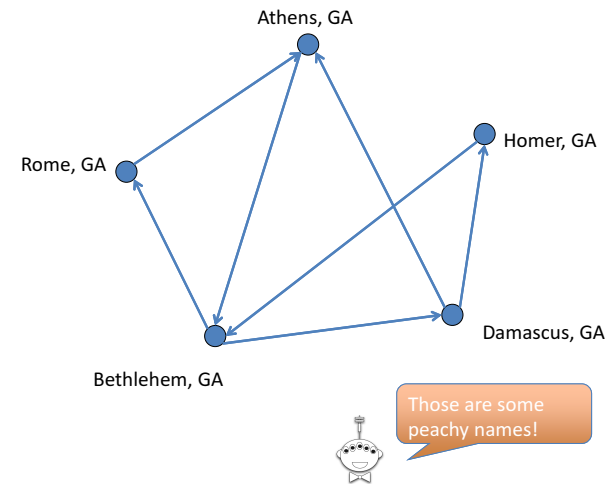 Athens, GA
Homer, GA
Rome, GA
Damascus, GA
Bethlehem, GA
Those are some
peachy names!